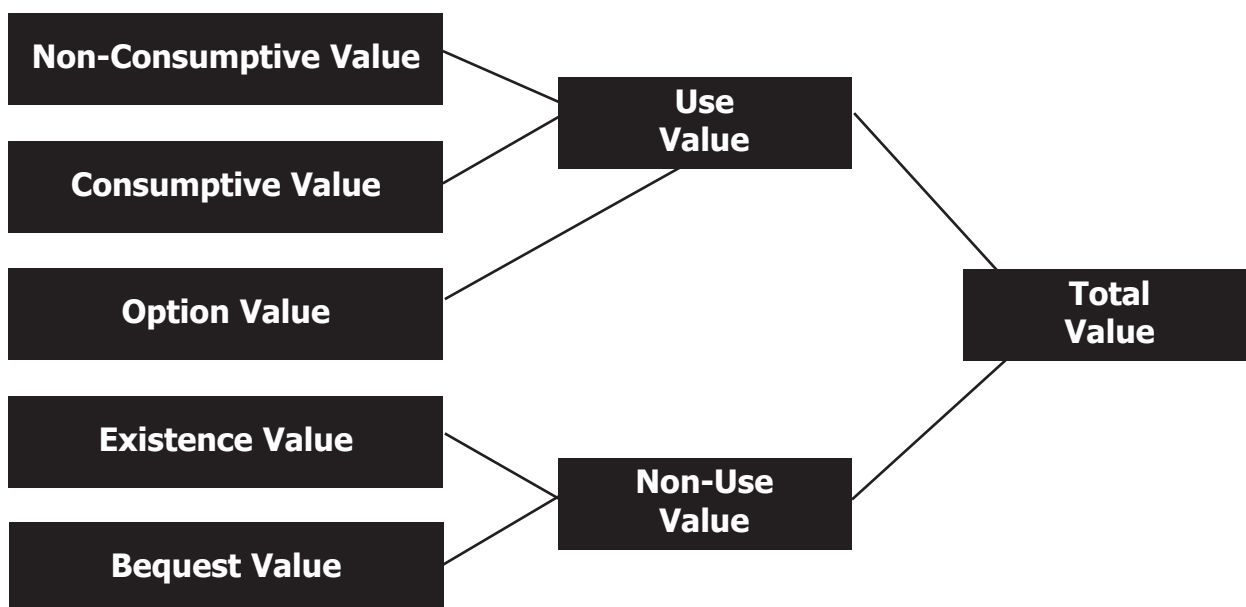 Non-Consumptive Value
Use
Value
Consumptive Value
Option Value
Total
Value
Existence Value
Non-Use
Value
Bequest Value